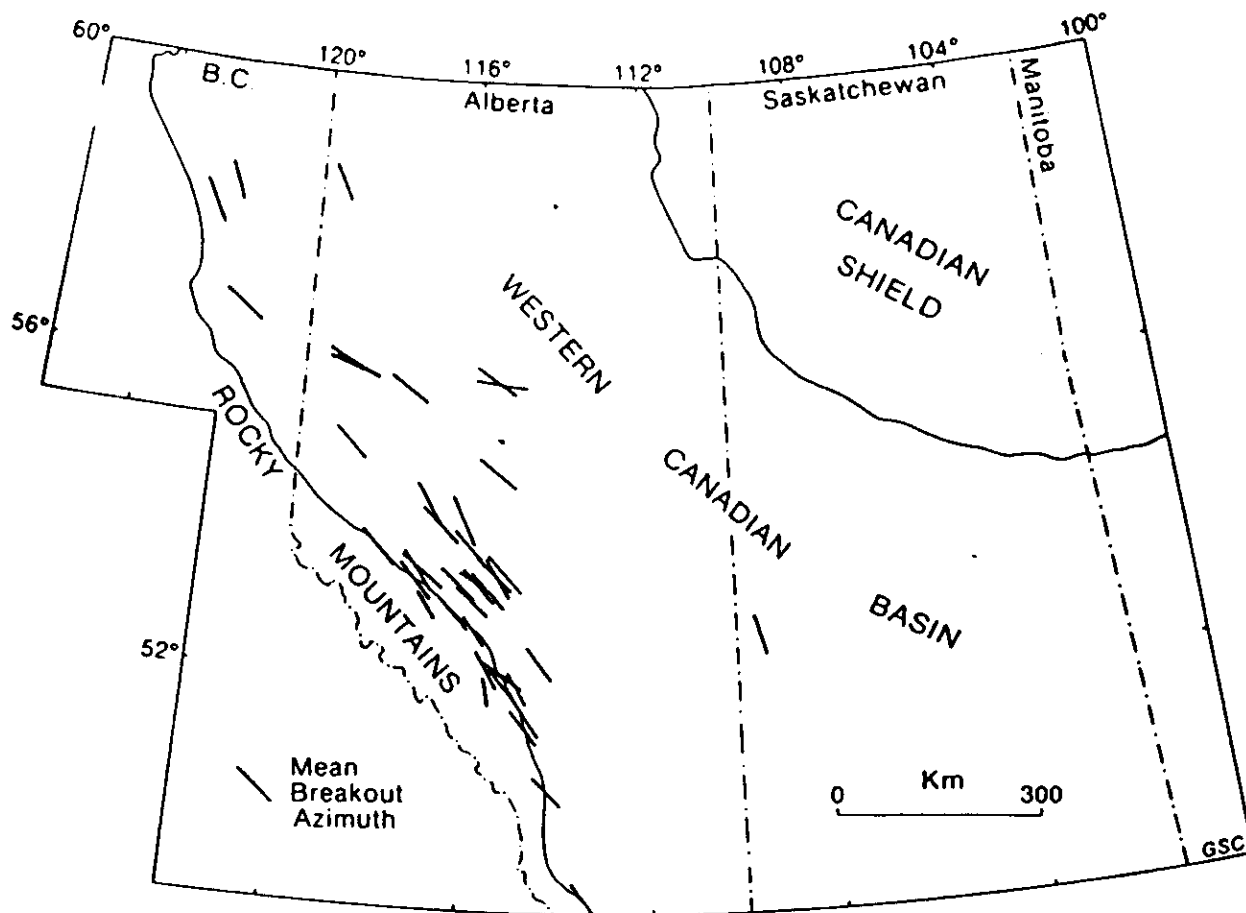 60°
120°
116°
112°
108°
104°
100°
B.C.
Alberta
Saskatchewan
Manitoba
CANADIAN
SHIELD
WESTERN
CANADIAN
BASIN
56°
ROCKY
MOUNTAINS
52°
Mean
Breakout
Azimuth
Km
0 300
GSC